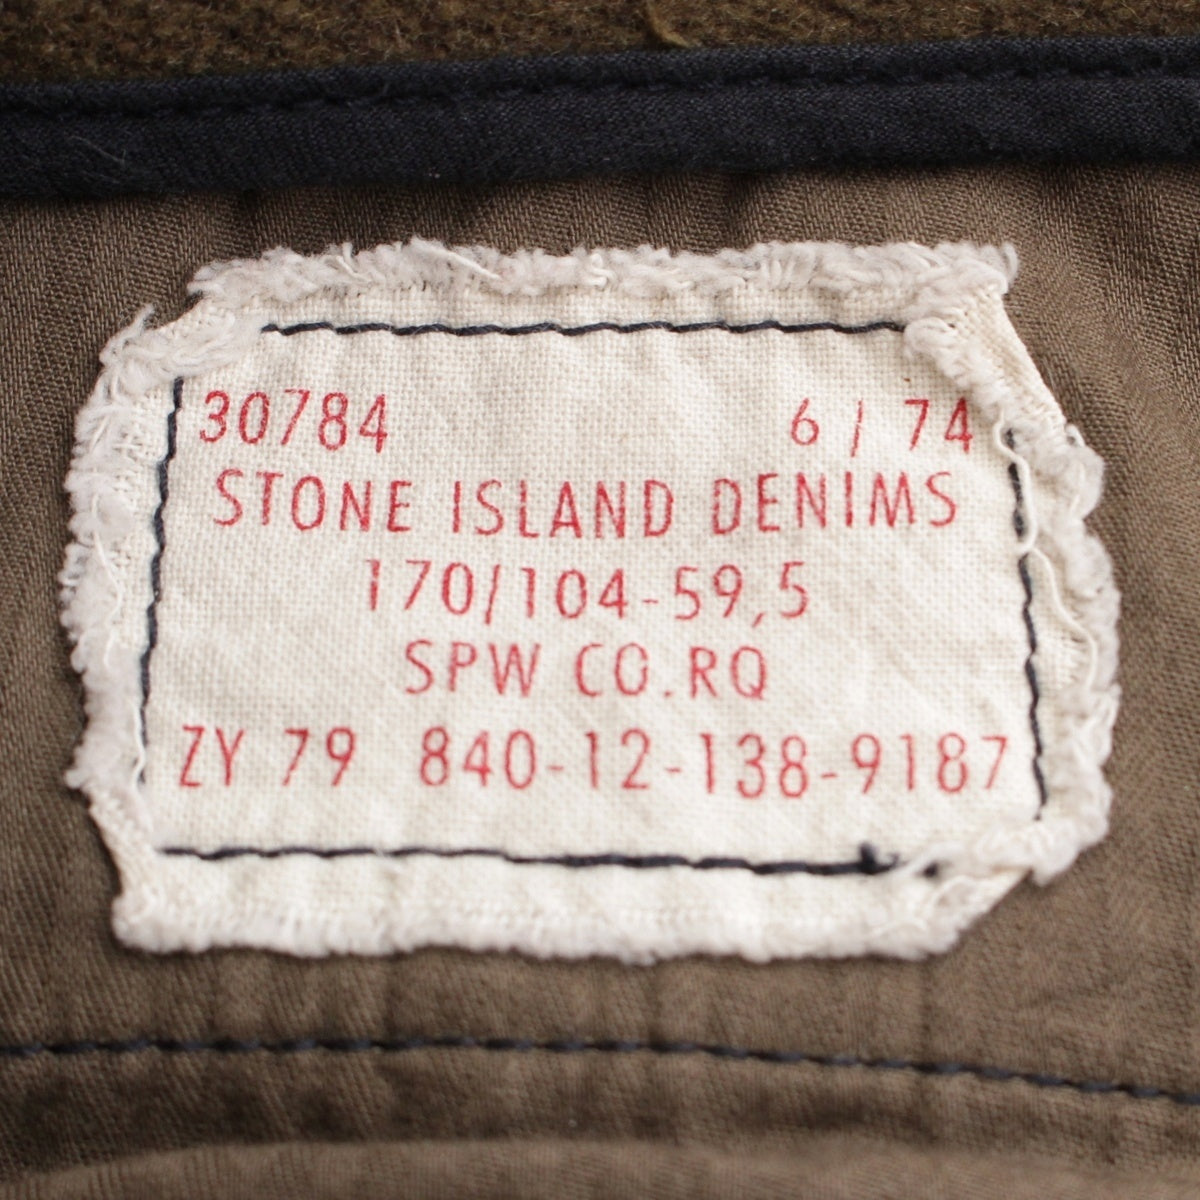 30784 6 / 74
STONE ISLAND DENIMS
170/104-59,5
SPW CO.RQ
ZY 79 840-12-138-9187